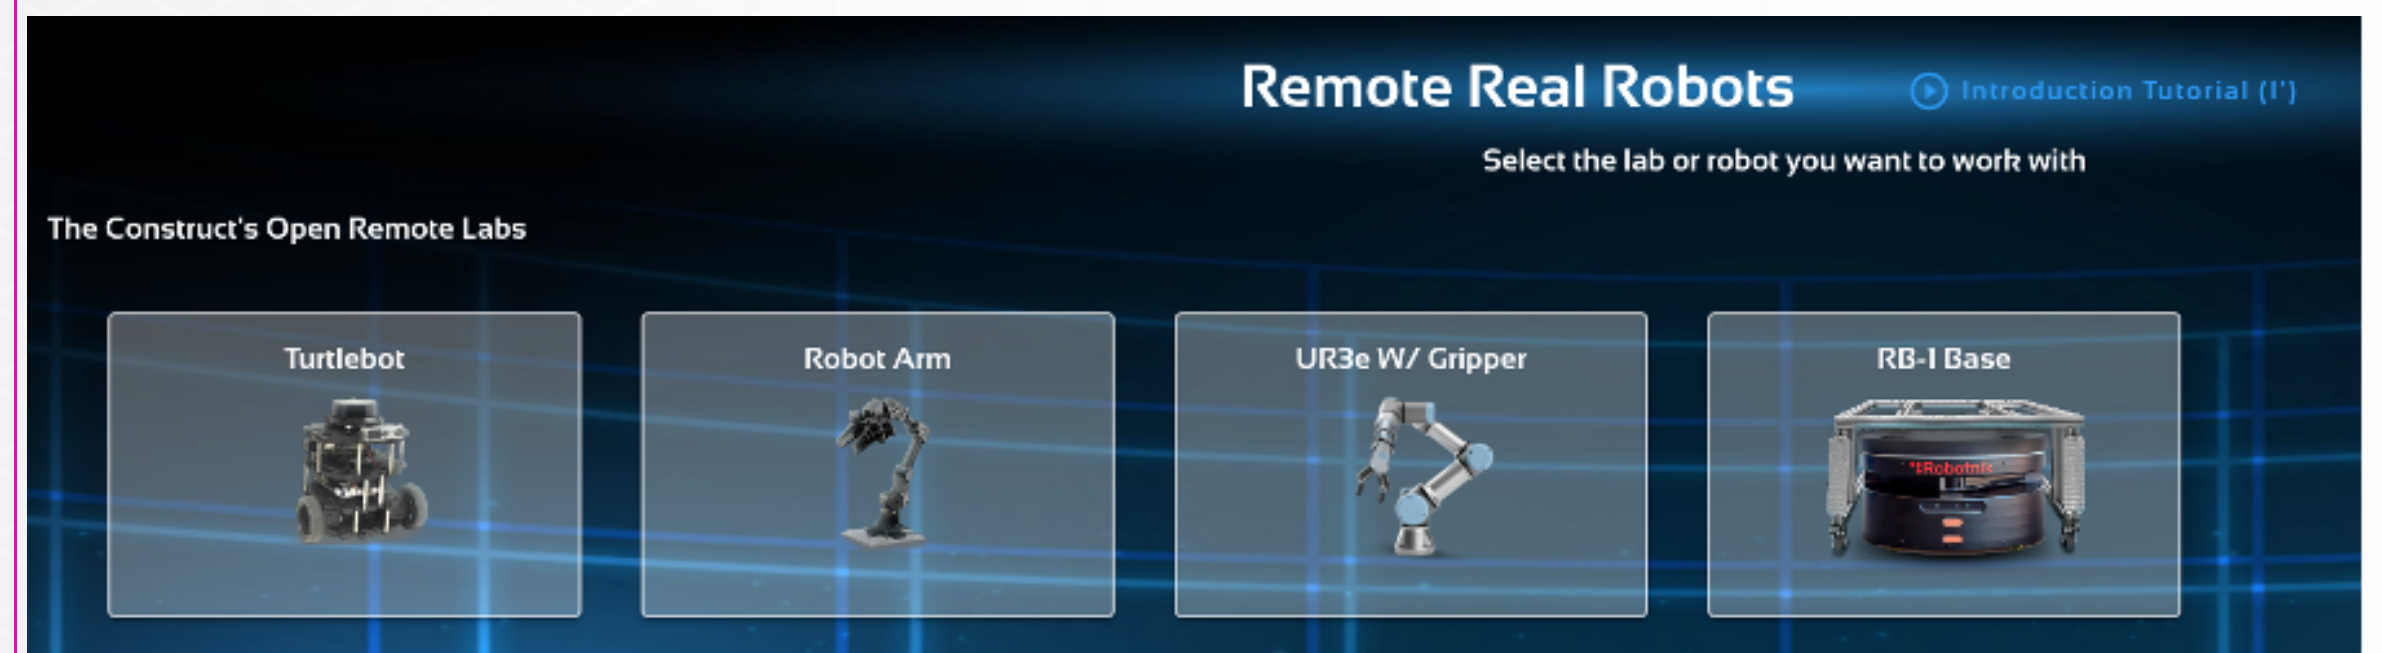 Remote Real Robots
Introduction Tutorial (1')
Select the lab or robot you want to work with
The Construct's Open Remote Labs
Turtlebot
Robot Arm
UR3e W/ Gripper
RB-1 Base
Robotnik